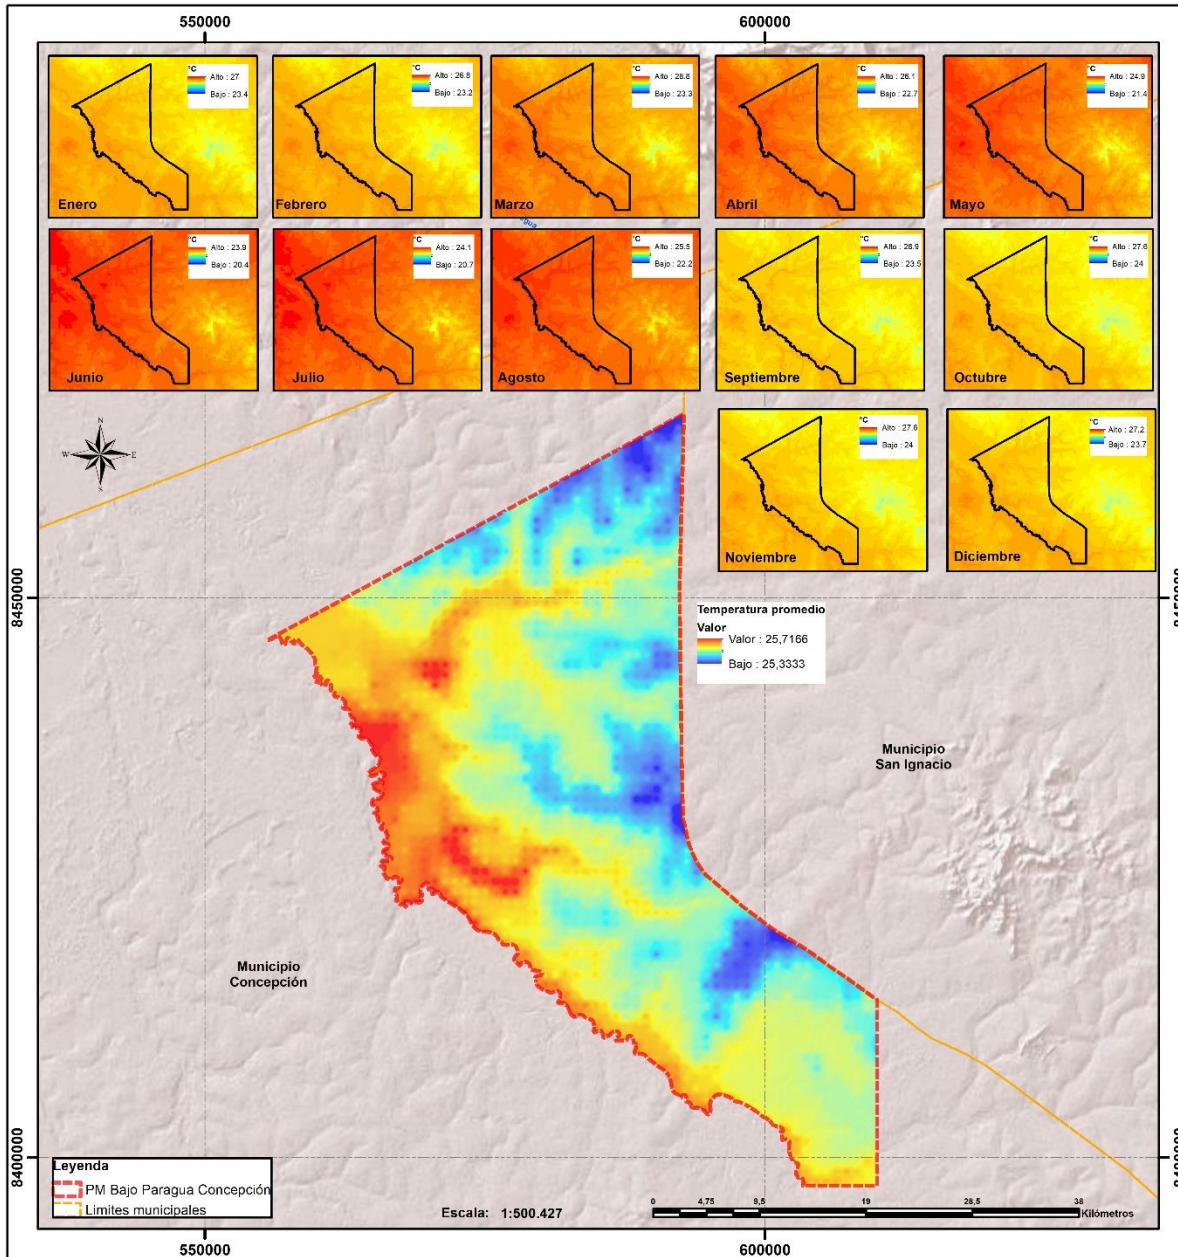 550000
600000
°C
Alto : 27
Bajo : 23.4
Enero
°C
Alto : 26.8
Bajo : 23.2
Febrero
°C
Alto : 26.8
Bajo : 23.3
Marzo
°C
Alto : 26.1
Bajo : 22.7
Abril
°C
Alto : 24.9
Bajo : 21.4
Mayo
°C
Alto : 23.9
Bajo : 20.4
Junio
°C
Alto : 24.1
Bajo : 20.7
Julio
°C
Alto : 25.5
Bajo : 22.2
Agosto
°C
Alto : 26.9
Bajo : 23.5
Septiembre
°C
Alto : 27.6
Bajo : 24
Octubre
°C
Alto : 27.6
Bajo : 24
Noviembre
°C
Alto : 27.2
Bajo : 23.7
Diciembre
N
W
E
S
8450000
Temperatura promedio
Valor
Valor : 25,7166
Bajo : 25,3333
Municipio
San Ignacio
Municipio
Concepción
8400000
Leyenda
PM Bajo Paragua Concepción
Limites municipales
Escala: 1:500.427
0 4,75 9,5 19 28,5 38
Kilómetros
550000
600000